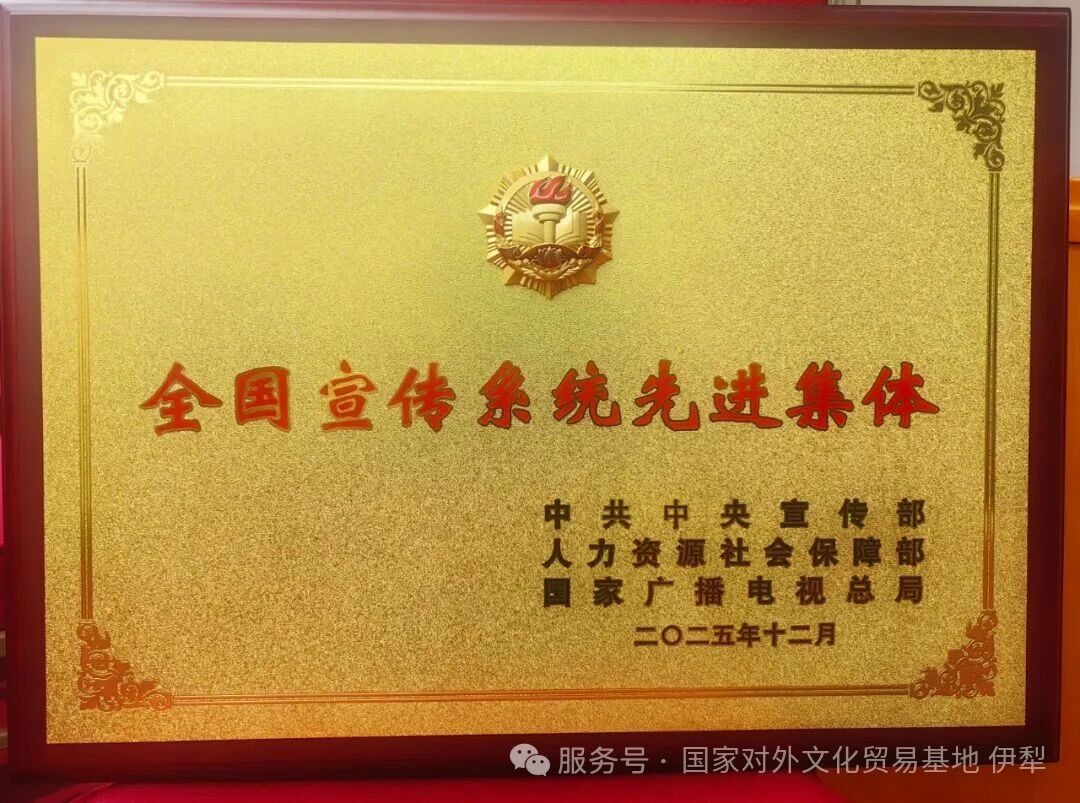 全国宣传系统先进集体
中共中央宣传部
人力资源社会保障部
国家广播电视总局
二〇二五年十二月
服务号·国家对外文化贸易基地 伊犁